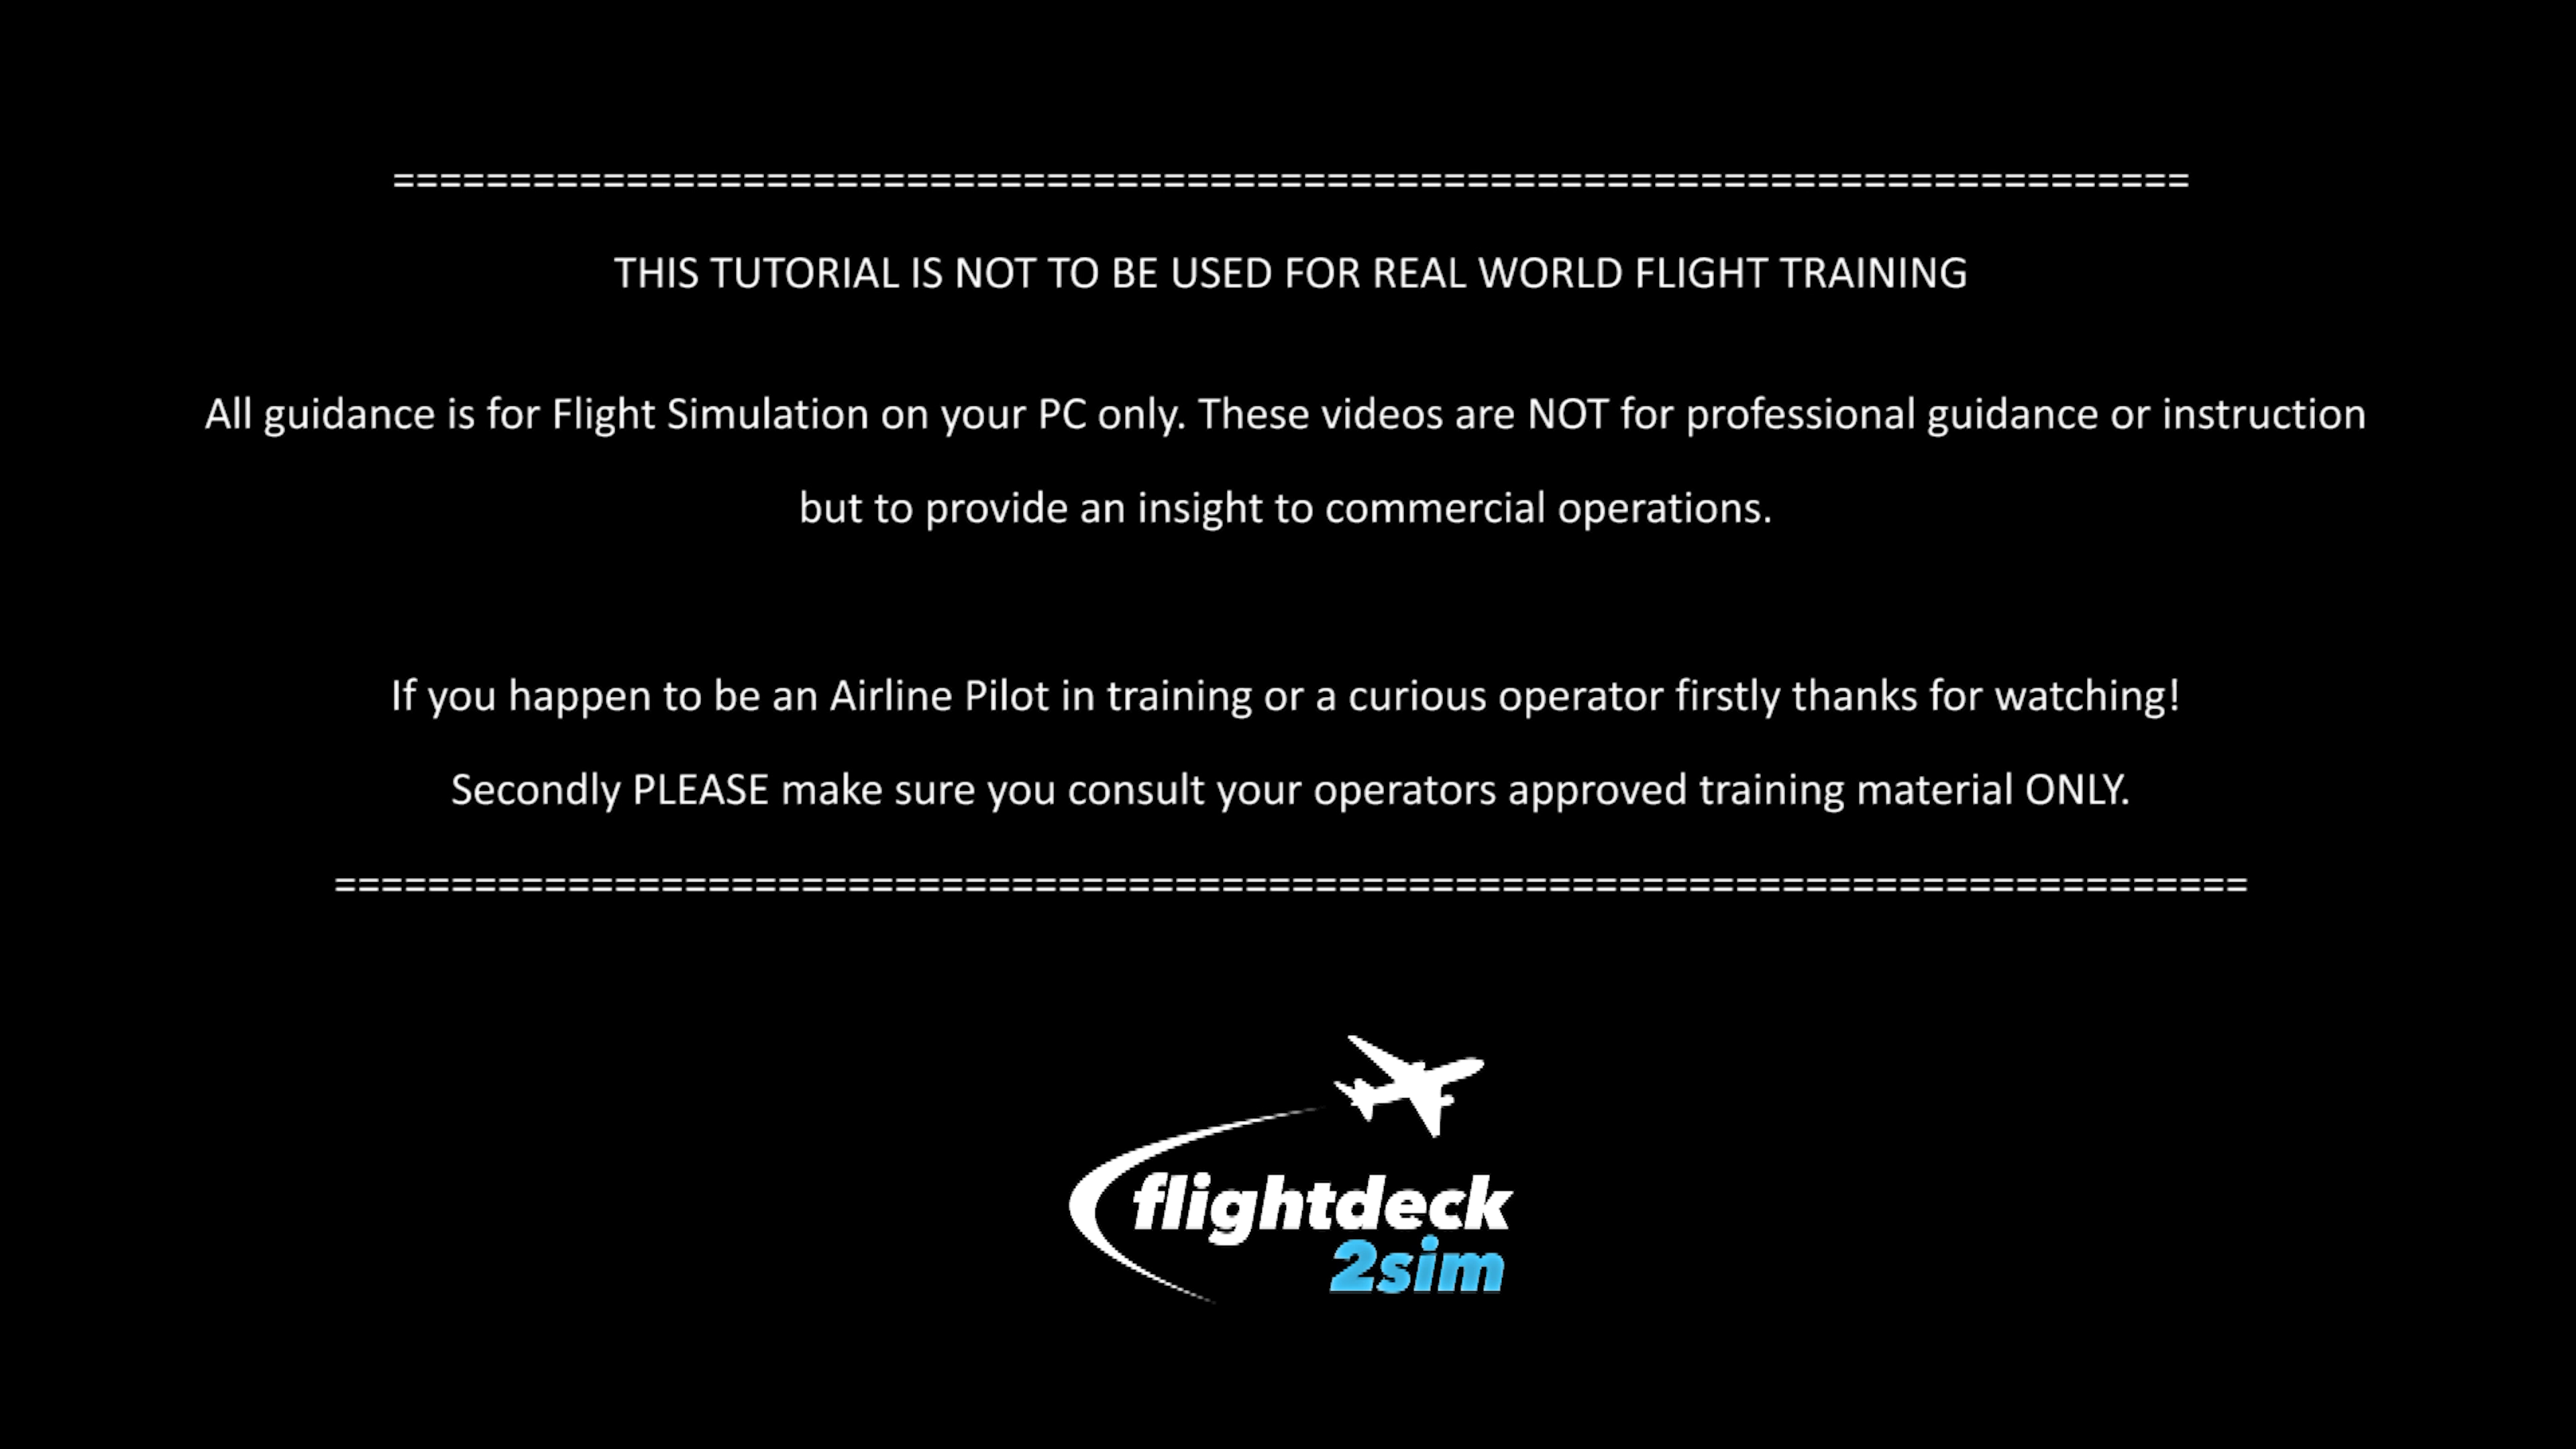 =============================================================================
THIS TUTORIAL IS NOT TO BE USED FOR REAL WORLD FLIGHT TRAINING
All guidance is for Flight Simulation on your PC only. These videos are NOT for professional guidance or instruction
but to provide an insight to commercial operations.
If you happen to be an Airline Pilot in training or a curious operator firstly thanks for watching!
Secondly PLEASE make sure you consult your operators approved training material ONLY.
==================================================================================
flightdeck
2sim